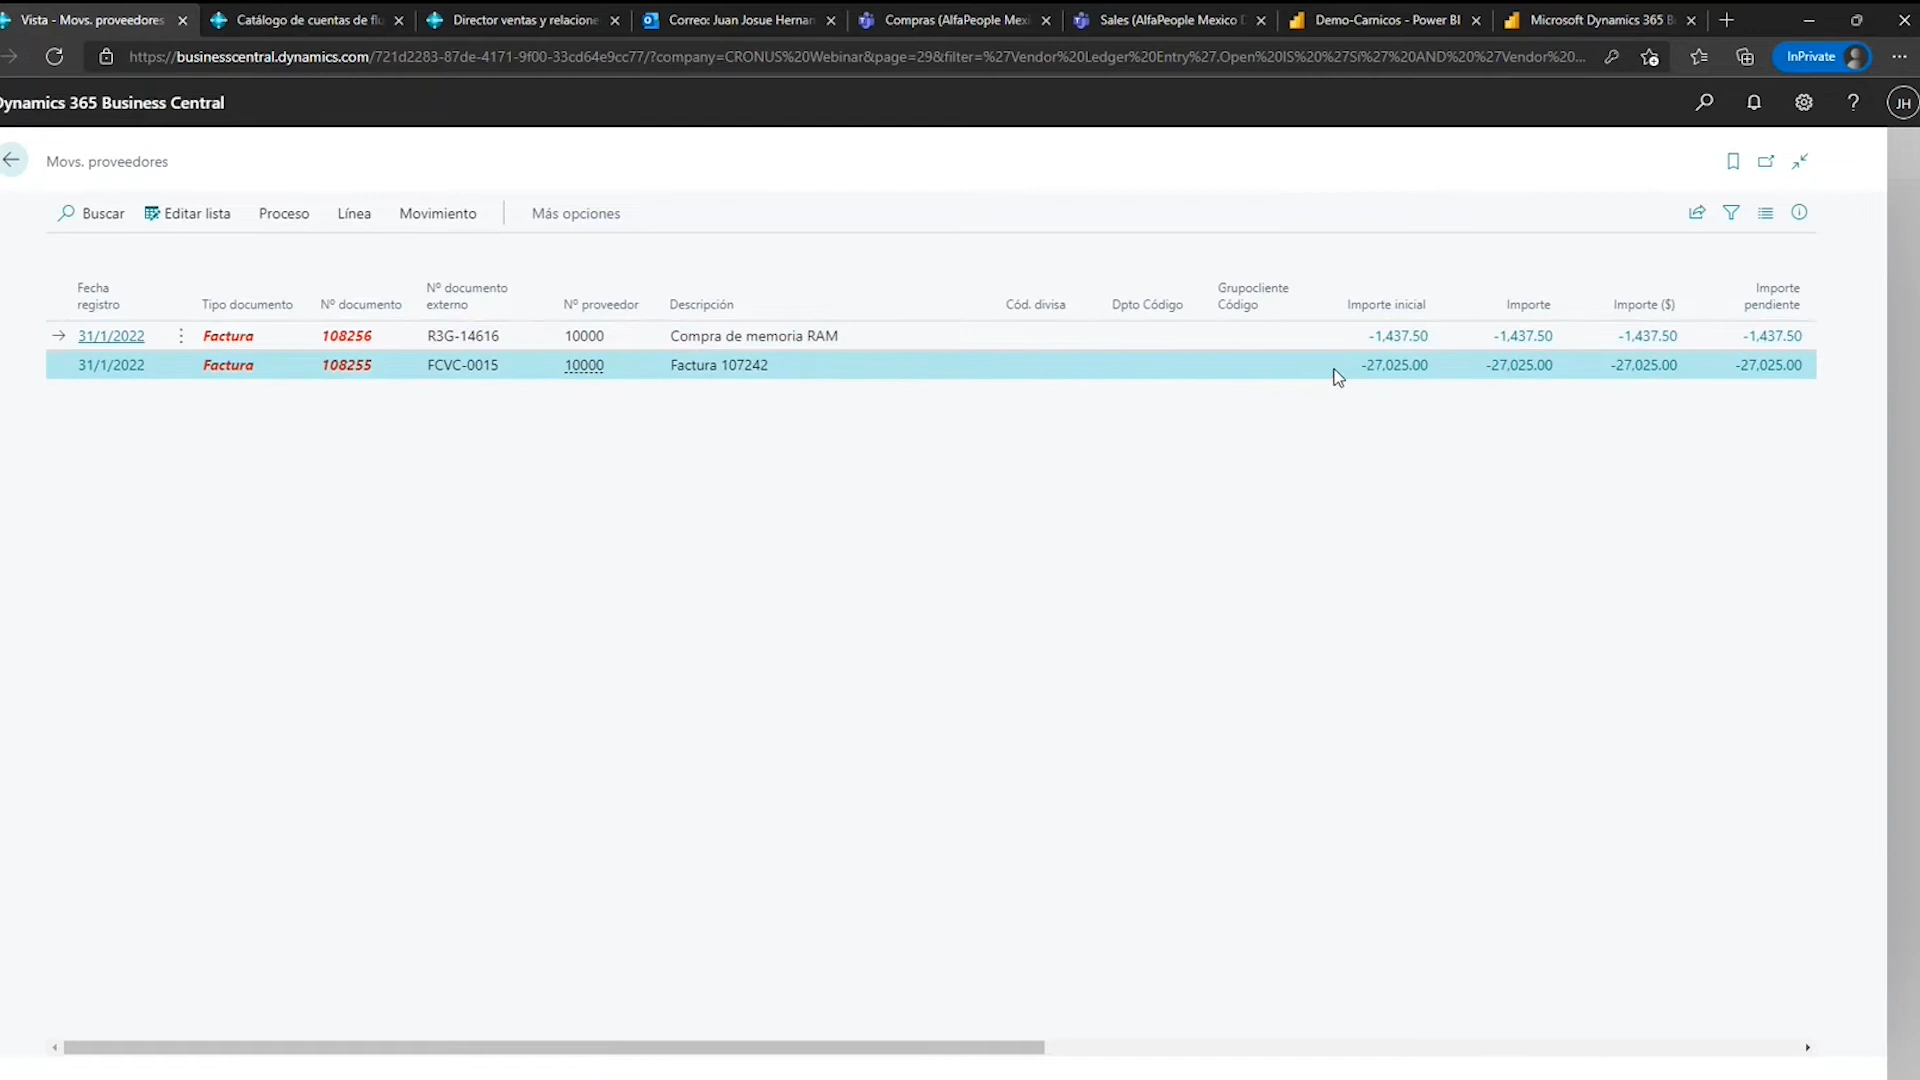 Vista - Movs. proveedores
Catálogo de cuentas de flu
Director ventas y relacione
Correo: Juan Josue Hernan
Compras (AlfaPeople Mexi
Sales (AlfaPeople Mexico D
Demo-Carnicos - Power BI
Microsoft Dynamics 365 B
https://businesscentral.dynamics.com/721d2283-87de-4171-9f00-33cd64e9cc77/?company=CRONUS%20Webinar&page=29&filter=%27Vendor%20Ledger%20Entry%27.Open%20IS%20%27Sí%27%20AND%20%27Vendor%20...
InPrivate
Dynamics 365 Business Central
JH
Movs. proveedores
Buscar Editar lista Proceso Línea Movimiento Más opciones
Fecha registro Tipo documento Nº documento Nº documento externo Nº proveedor Descripción Cód. divisa Dpto Código Grupocliente Código Importe inicial Importe Importe ($) Importe pendiente
31/1/2022 Factura 108256 R3G-14616 10000 Compra de memoria RAM -1,437.50 -1,437.50 -1,437.50 -1,437.50
31/1/2022 Factura 108255 FCVC-0015 10000 Factura 107242 -27,025.00 -27,025.00 -27,025.00 -27,025.00